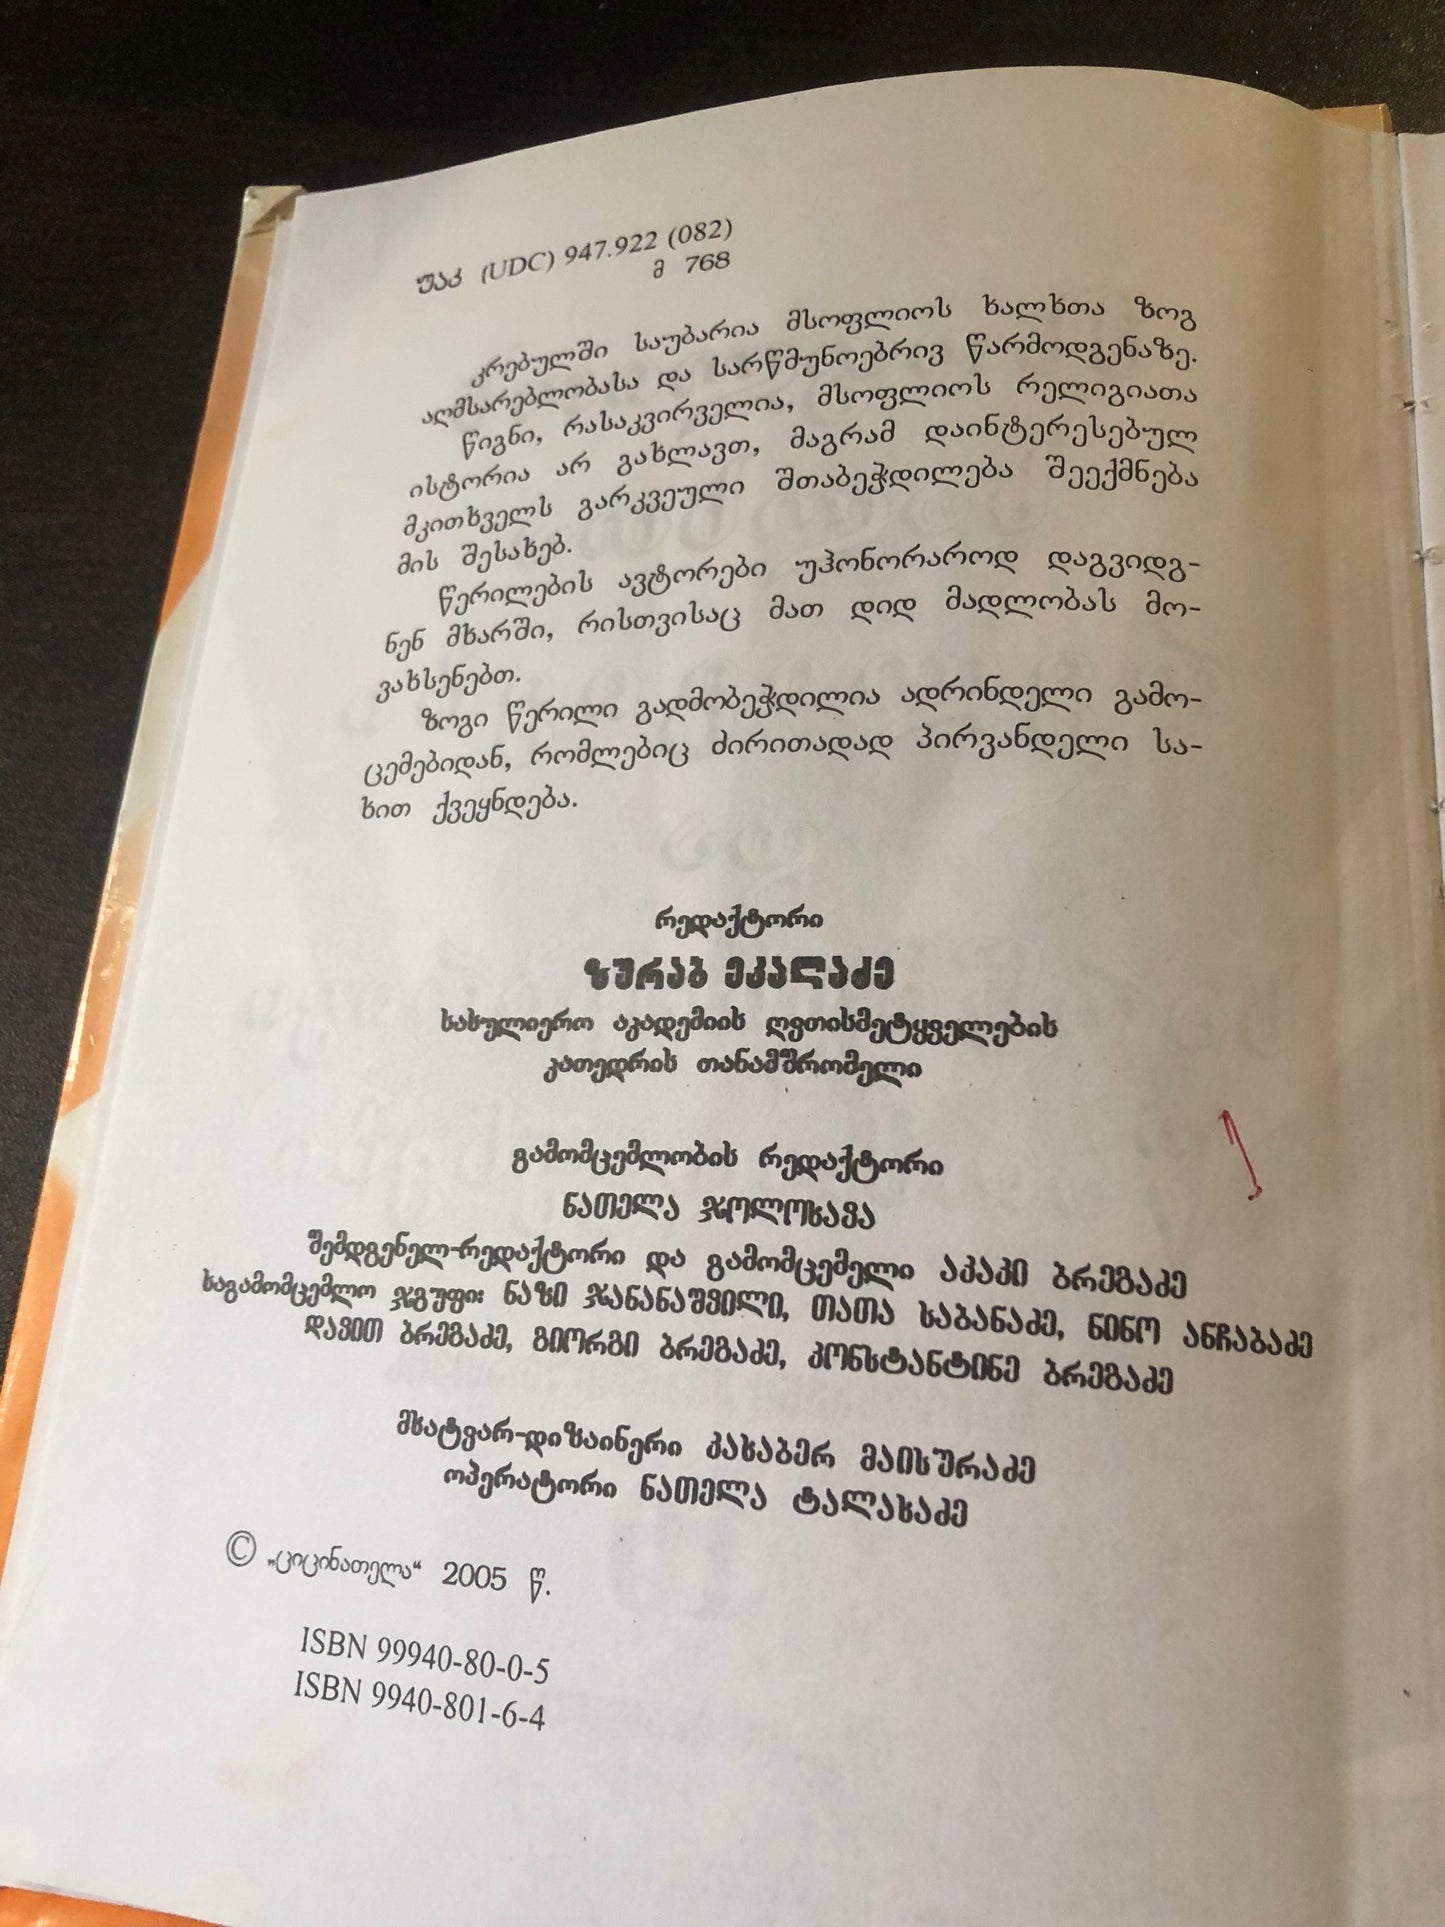 უაკ (UDC) 947.922 (082)
მ 768
კრებულში საუბარია მსოფლიოს ხალხთა ზოგ
აღმსარებლობასა და სარწმუნოებრივ წარმოდგენაზე.
წიგნი, რასაკვირველია, მსოფლიოს რელიგიათა
ისტორია არ გახლავთ, მაგრამ დაინტერესებულ
მკითხველს გარკვეული შთაბეჭდილება შეექმნება
მის შესახებ.
წერილების ავტორები უჰონორაროდ დაგვიდგ-
ნენ მხარში, რისთვისაც მათ დიდ მადლობას მო-
ვახსენებთ.
ზოგი წერილი გადმობეჭდილია ადრინდელი გამო-
ცემებიდან, რომლებიც ძირითადად პირვანდელი სა-
ხით ქვეყნდება.
რედაქტორი
ზურაბ ეკალაძე
სასულიერო აკადემიის ღვთისმეტყველების
კათედრის თანამშრომელი
გამომცემლობის რედაქტორი
ნათელა ჯოლოხავა
შემდგენელ-რედაქტორი და გამომცემელი აკაკი ბრეგაძე
საგამომცემლო ჯგუფი: ნაზი ჯანანაშვილი, თათა საბანაძე, ნინო ანჩაბაძე
დავით ბრეგაძე, გიორგი ბრეგაძე, კონსტანტინე ბრეგაძე
მხატვარ-დიზაინერი კახაბერ მაისურაძე
ოპერატორი ნათელა ტალახაძე
© „ციცინათელა“ 2005 წ.
ISBN 99940-80-0-5
ISBN 9940-801-6-4